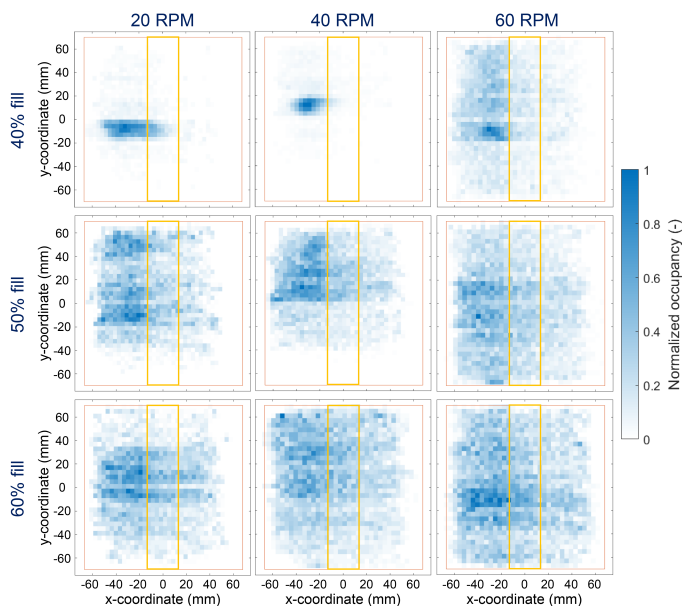 20 RPM 40 RPM 60 RPM
40% fill
y-coordinate (mm)
60
40
20
0
-20
-40
-60
50% fill
y-coordinate (mm)
60
40
20
0
-20
-40
-60
60% fill
y-coordinate (mm)
60
40
20
0
-20
-40
-60
-60 -40 -20 0 20 40 60
x-coordinate (mm)
-60 -40 -20 0 20 40 60
x-coordinate (mm)
-60 -40 -20 0 20 40 60
x-coordinate (mm)
1
0.8
0.6
0.4
0.2
0
Normalized occupancy (-)